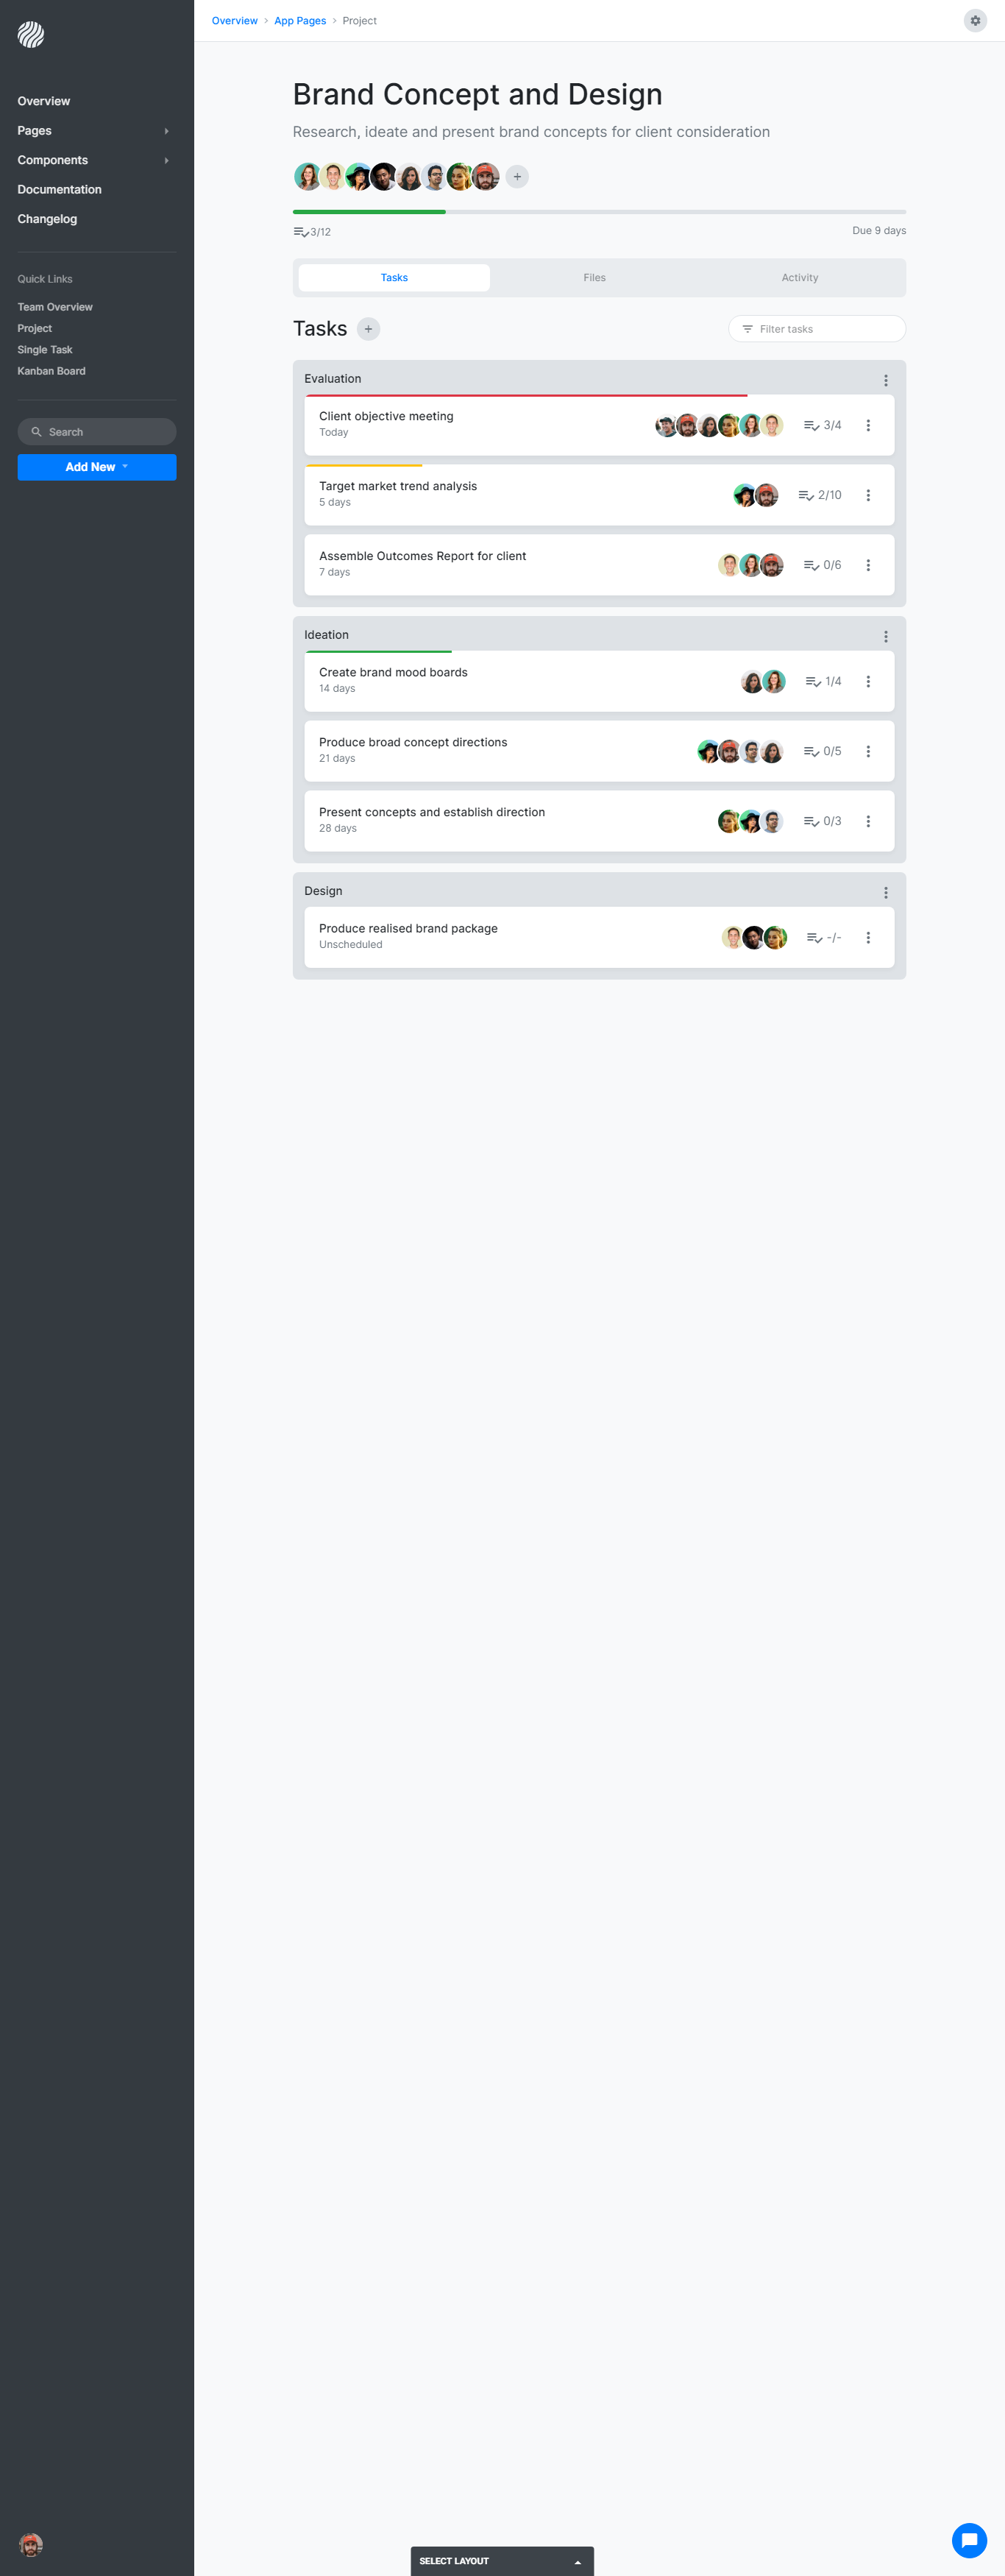 Overview
Pages
Components
Documentation
Changelog
Quick Links
Team Overview
Project
Single Task
Kanban Board
Search
Add New
Overview App Pages Project
Brand Concept and Design
Research, ideate and present brand concepts for client consideration
3/12 Due 9 days
Tasks Files Activity
Tasks Filter tasks
Evaluation
Client objective meeting
Today
3/4
Target market trend analysis
5 days
2/10
Assemble Outcomes Report for client
7 days
0/6
Ideation
Create brand mood boards
14 days
1/4
Produce broad concept directions
21 days
0/5
Present concepts and establish direction
28 days
0/3
Design
Produce realised brand package
Unscheduled
-/-
SELECT LAYOUT